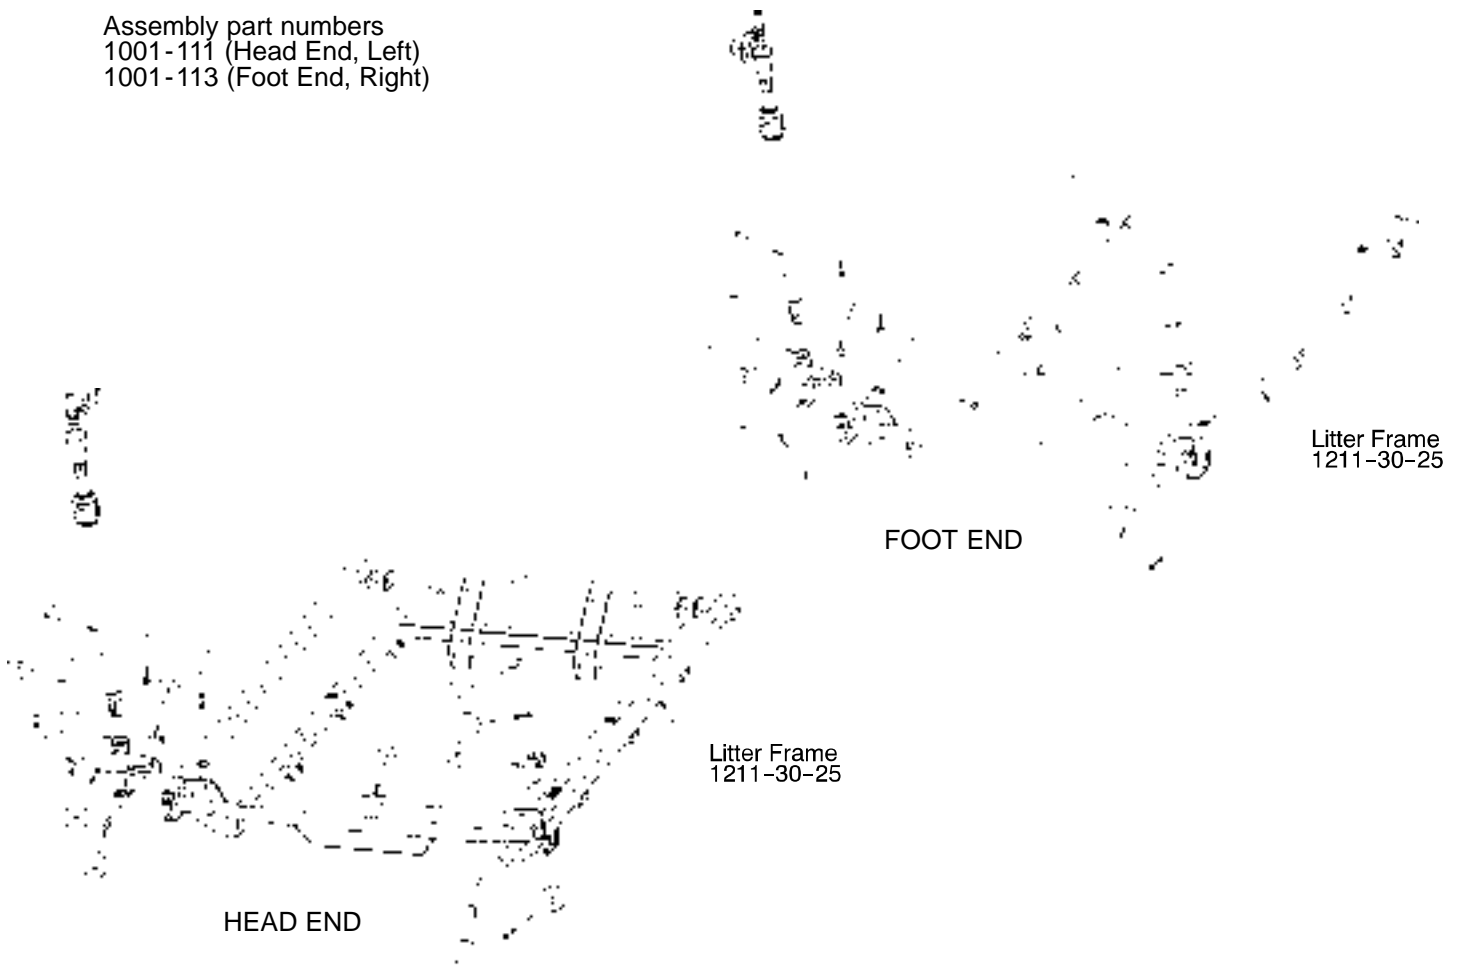 Assembly part numbers
1001-111 (Head End, Left)
1001-113 (Foot End, Right)
Litter Frame
1211-30-25
FOOT END
Litter Frame
1211-30-25
HEAD END